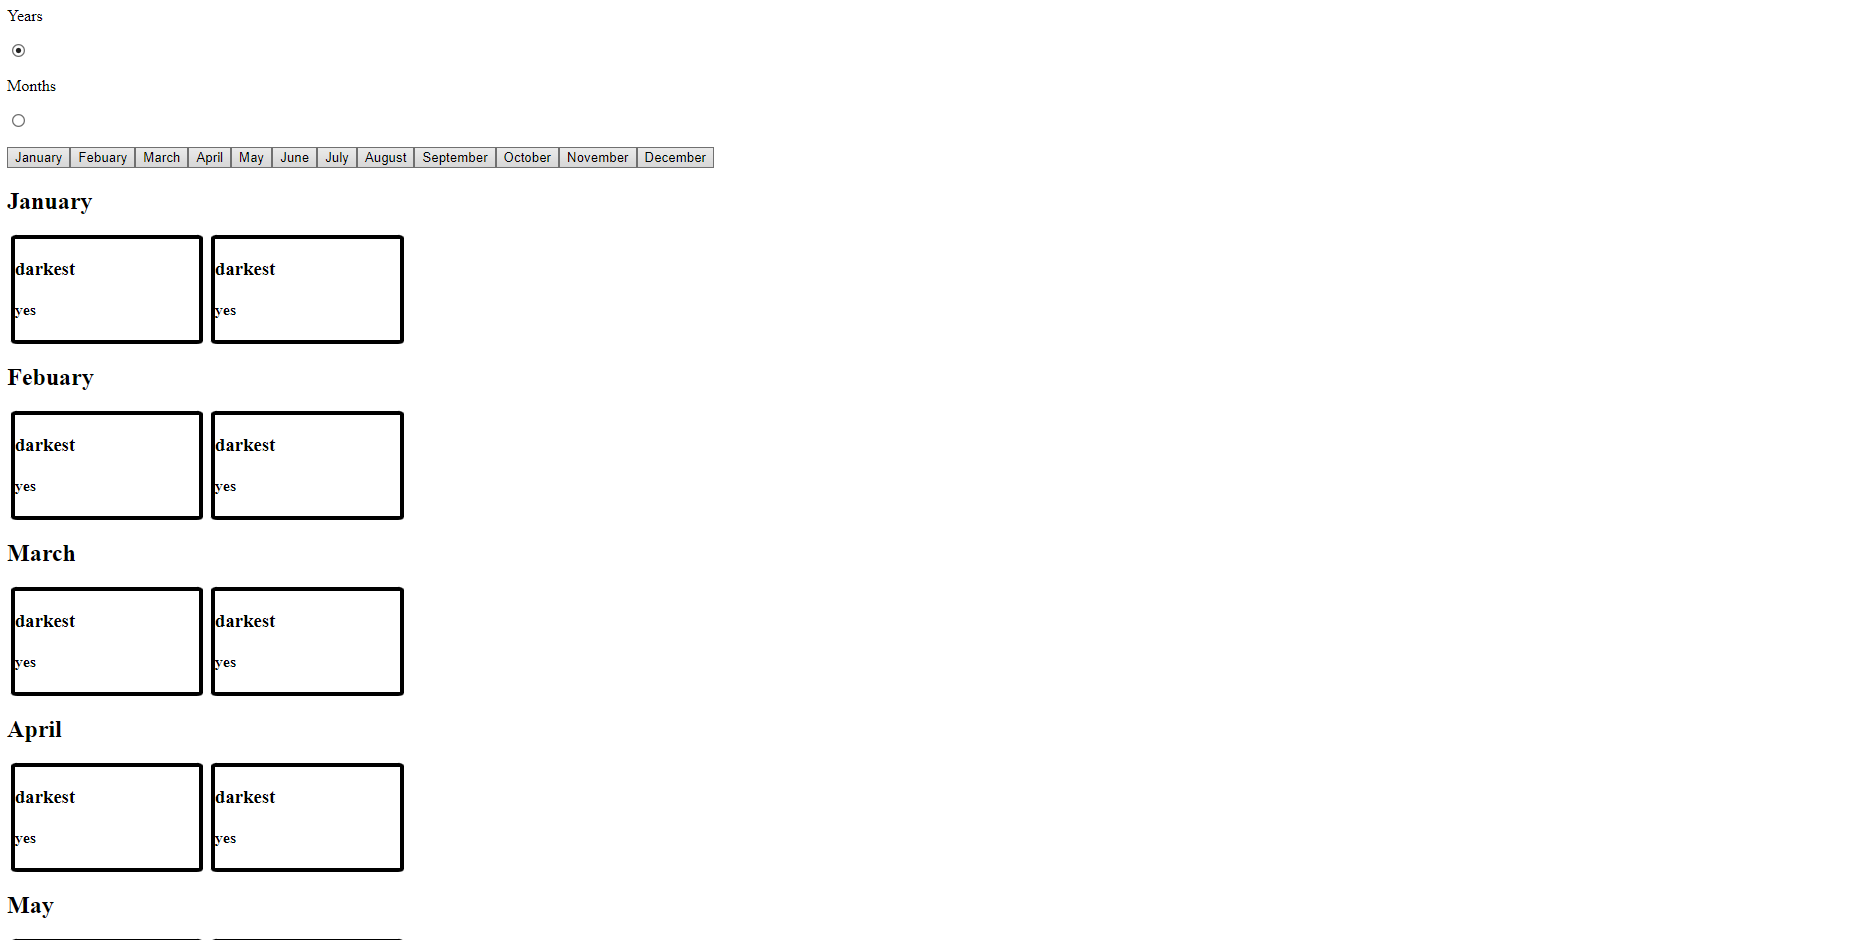 Years
Months
January Febuary March April May June July August September October November December
January
darkest darkest
yes yes
Febuary
darkest darkest
yes yes
March
darkest darkest
yes yes
April
darkest darkest
yes yes
May